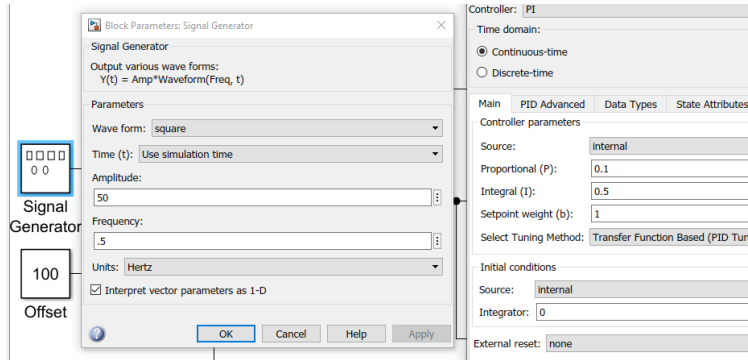 Block Parameters: Signal Generator
Signal Generator
Output various wave forms:
Y(t) = Amp*Waveform(Freq, t)
Parameters
Wave form: square
Time (t): Use simulation time
Amplitude:
50
Frequency:
.5
Units: Hertz
Interpret vector parameters as 1-D
OK Cancel Help Apply
Signal
Generator
100
Offset
Controller: PI
Time domain:
Continuous-time
Discrete-time
Main PID Advanced Data Types State Attributes
Controller parameters
Source: internal
Proportional (P): 0.1
Integral (I): 0.5
Setpoint weight (b): 1
Select Tuning Method: Transfer Function Based (PID Tun
Initial conditions
Source: internal
Integrator: 0
External reset: none